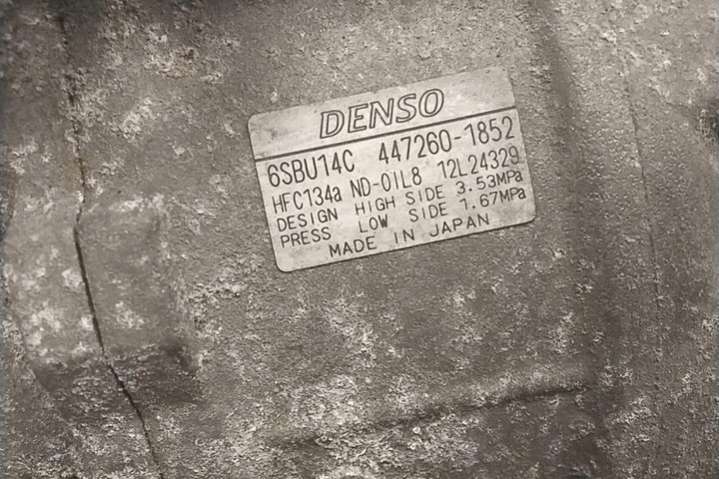 DENSO
6SBU14C 447260-1852
HFC134a ND-OIL8 12L24329
DESIGN HIGH SIDE 3.53MPa
PRESS LOW SIDE 1.67MPa
MADE IN JAPAN